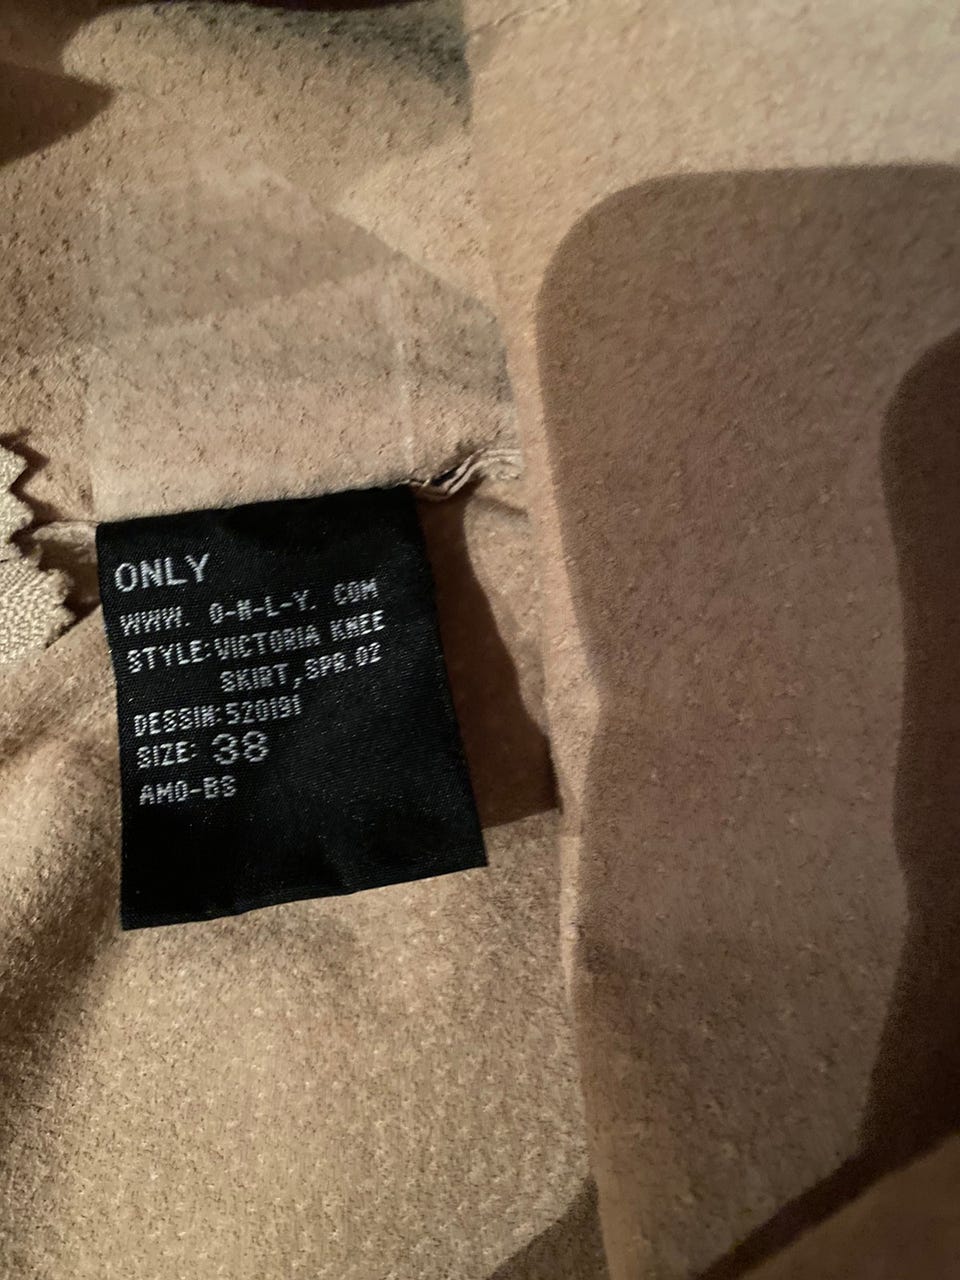 ONLY
WWW. O-N-L-Y. COM
STYLE:VICTORIA KNEE
SKIRT,SPR.02
DESSIN:520191
SIZE: 38
AMO-BS